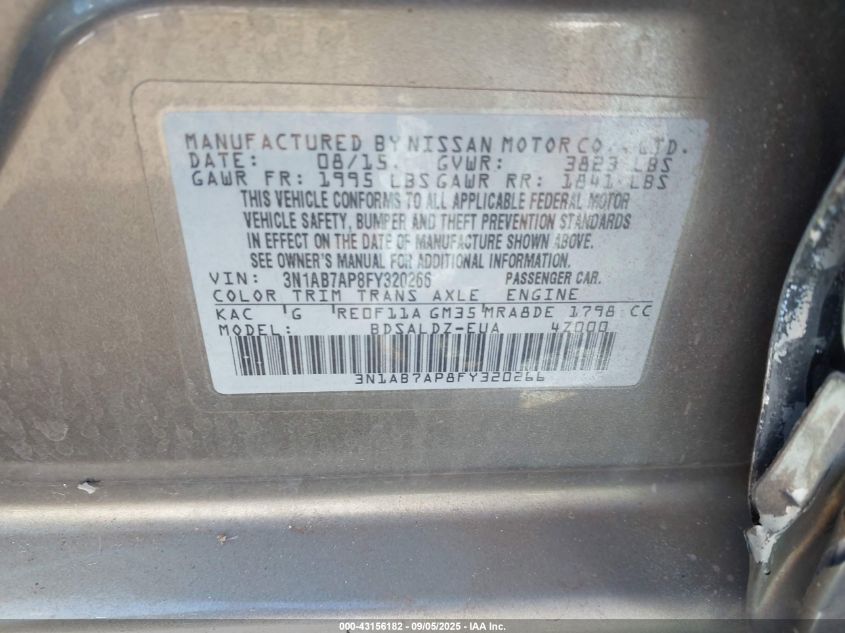 MANUFACTURED BY NISSAN MOTOR CO., LTD.
DATE: 08/15. GVWR: 3823 LBS
GAWR FR: 1995 LBS GAWR RR: 1841 LBS
THIS VEHICLE CONFORMS TO ALL APPLICABLE FEDERAL MOTOR
VEHICLE SAFETY, BUMPER AND THEFT PREVENTION STANDARDS
IN EFFECT ON THE DATE OF MANUFACTURE SHOWN ABOVE.
SEE OWNER'S MANUAL FOR ADDITIONAL INFORMATION.
VIN: 3N1AB7AP8FY320266 PASSENGER CAR.
COLOR TRIM TRANS AXLE ENGINE
KAC G RE0F11A GM35 MRA8DE 1798 CC
MODEL: BDSALDZ-EUA 4Z000
3N1AB7AP8FY320266
000-43156182 - 09/05/2025 - IAA Inc.